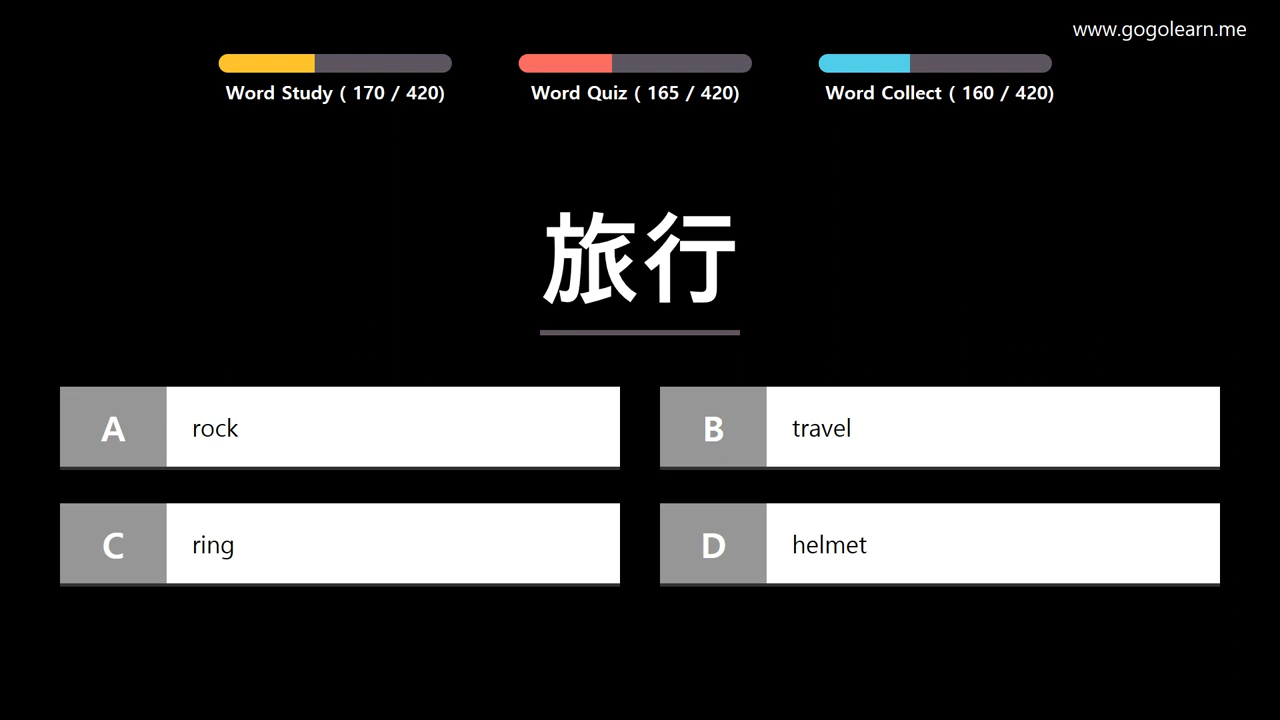 www.gogolearn.me
Word Study ( 170 / 420)
Word Quiz ( 165 / 420)
Word Collect ( 160 / 420)
旅行
A rock
B travel
C ring
D helmet